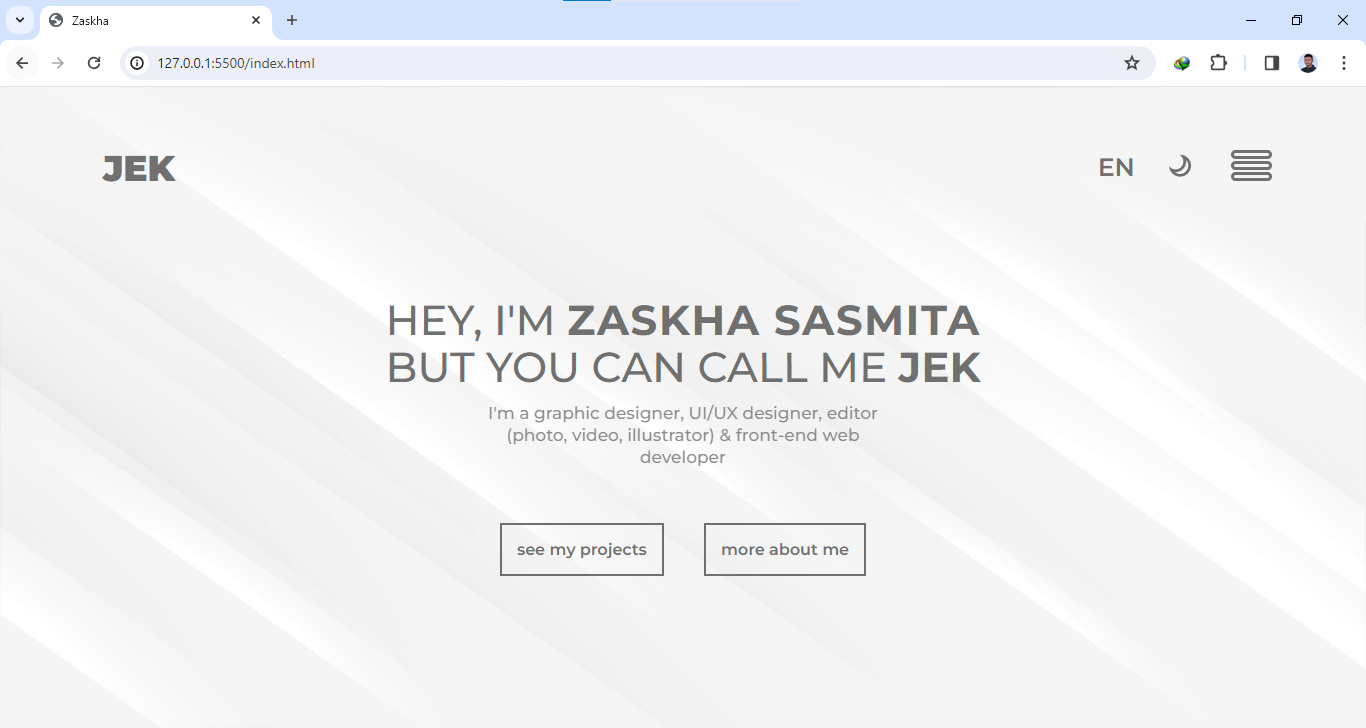 Zaskha
127.0.0.1:5500/index.html
JEK
EN
HEY, I'M ZASKHA SASMITA
BUT YOU CAN CALL ME JEK
I'm a graphic designer, UI/UX designer, editor
(photo, video, illustrator) & front-end web
developer
see my projects
more about me